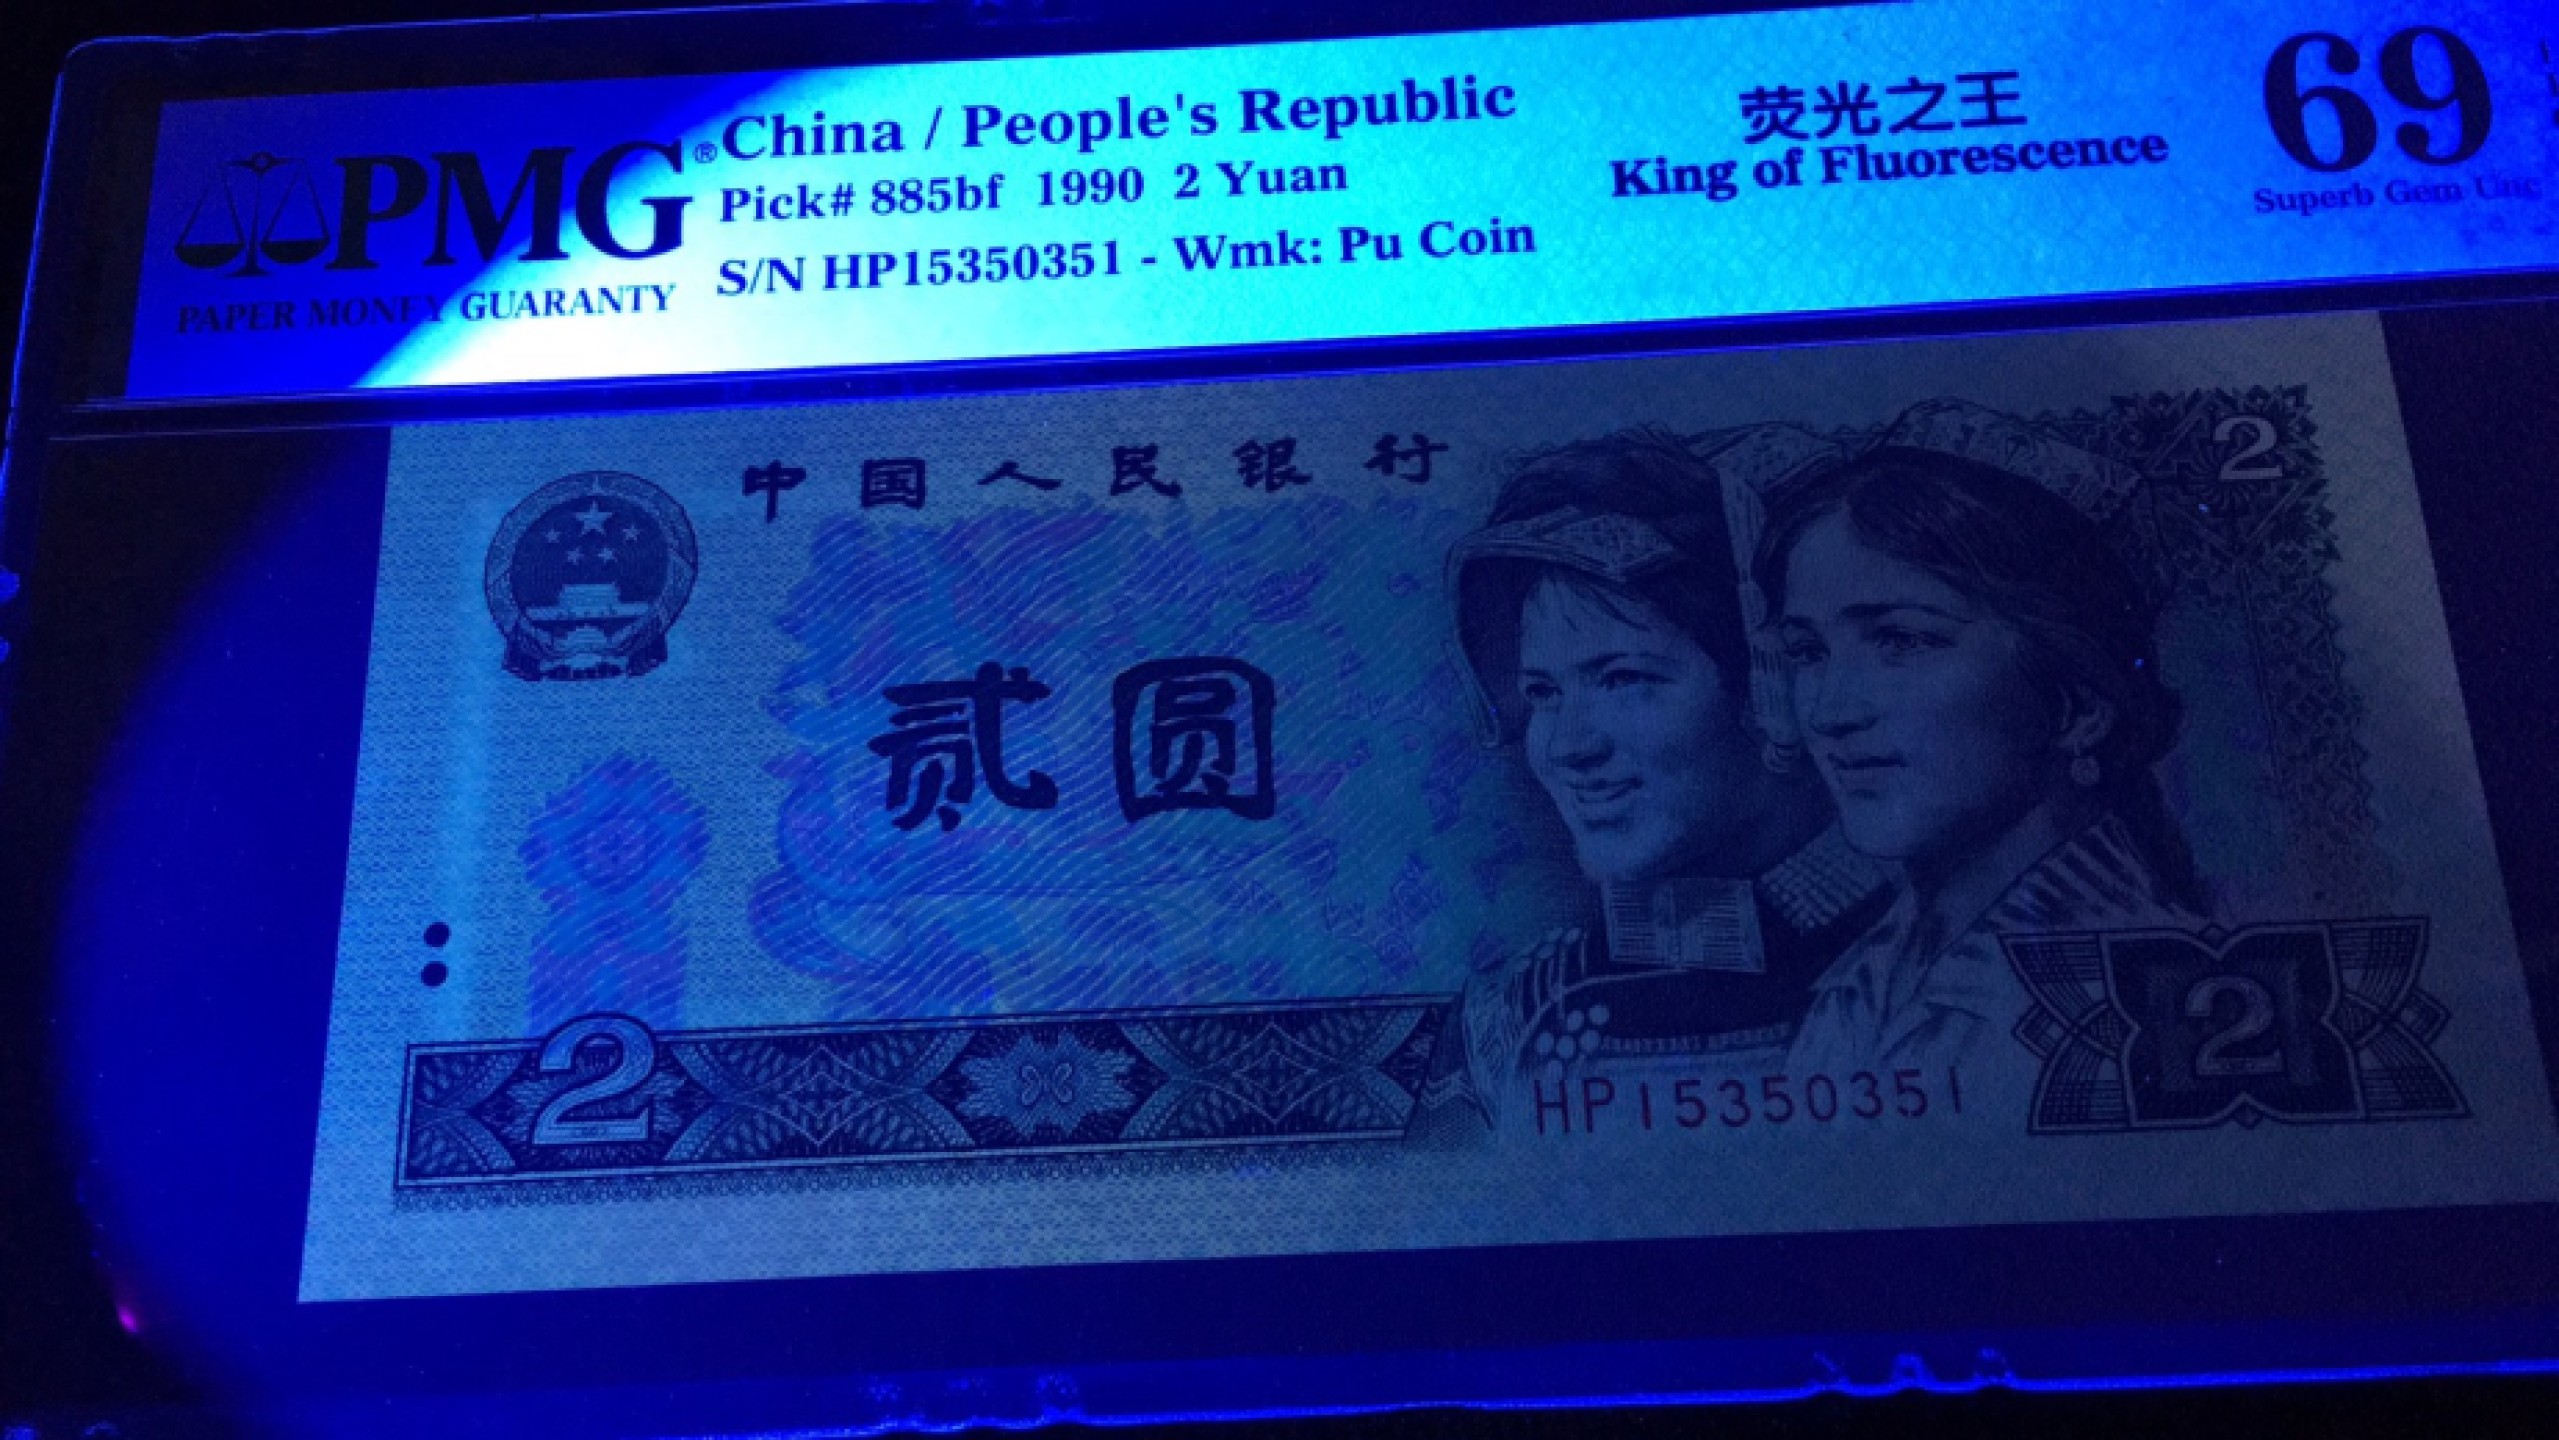 PMG®
PAPER MONEY GUARANTY
China / People's Republic
Pick# 885bf 1990 2 Yuan
S/N HP15350351 - Wmk: Pu Coin
荧光之王
King of Fluorescence
69
Superb Gem Unc
中国人民银行
2
贰圆
2
HP15350351
2